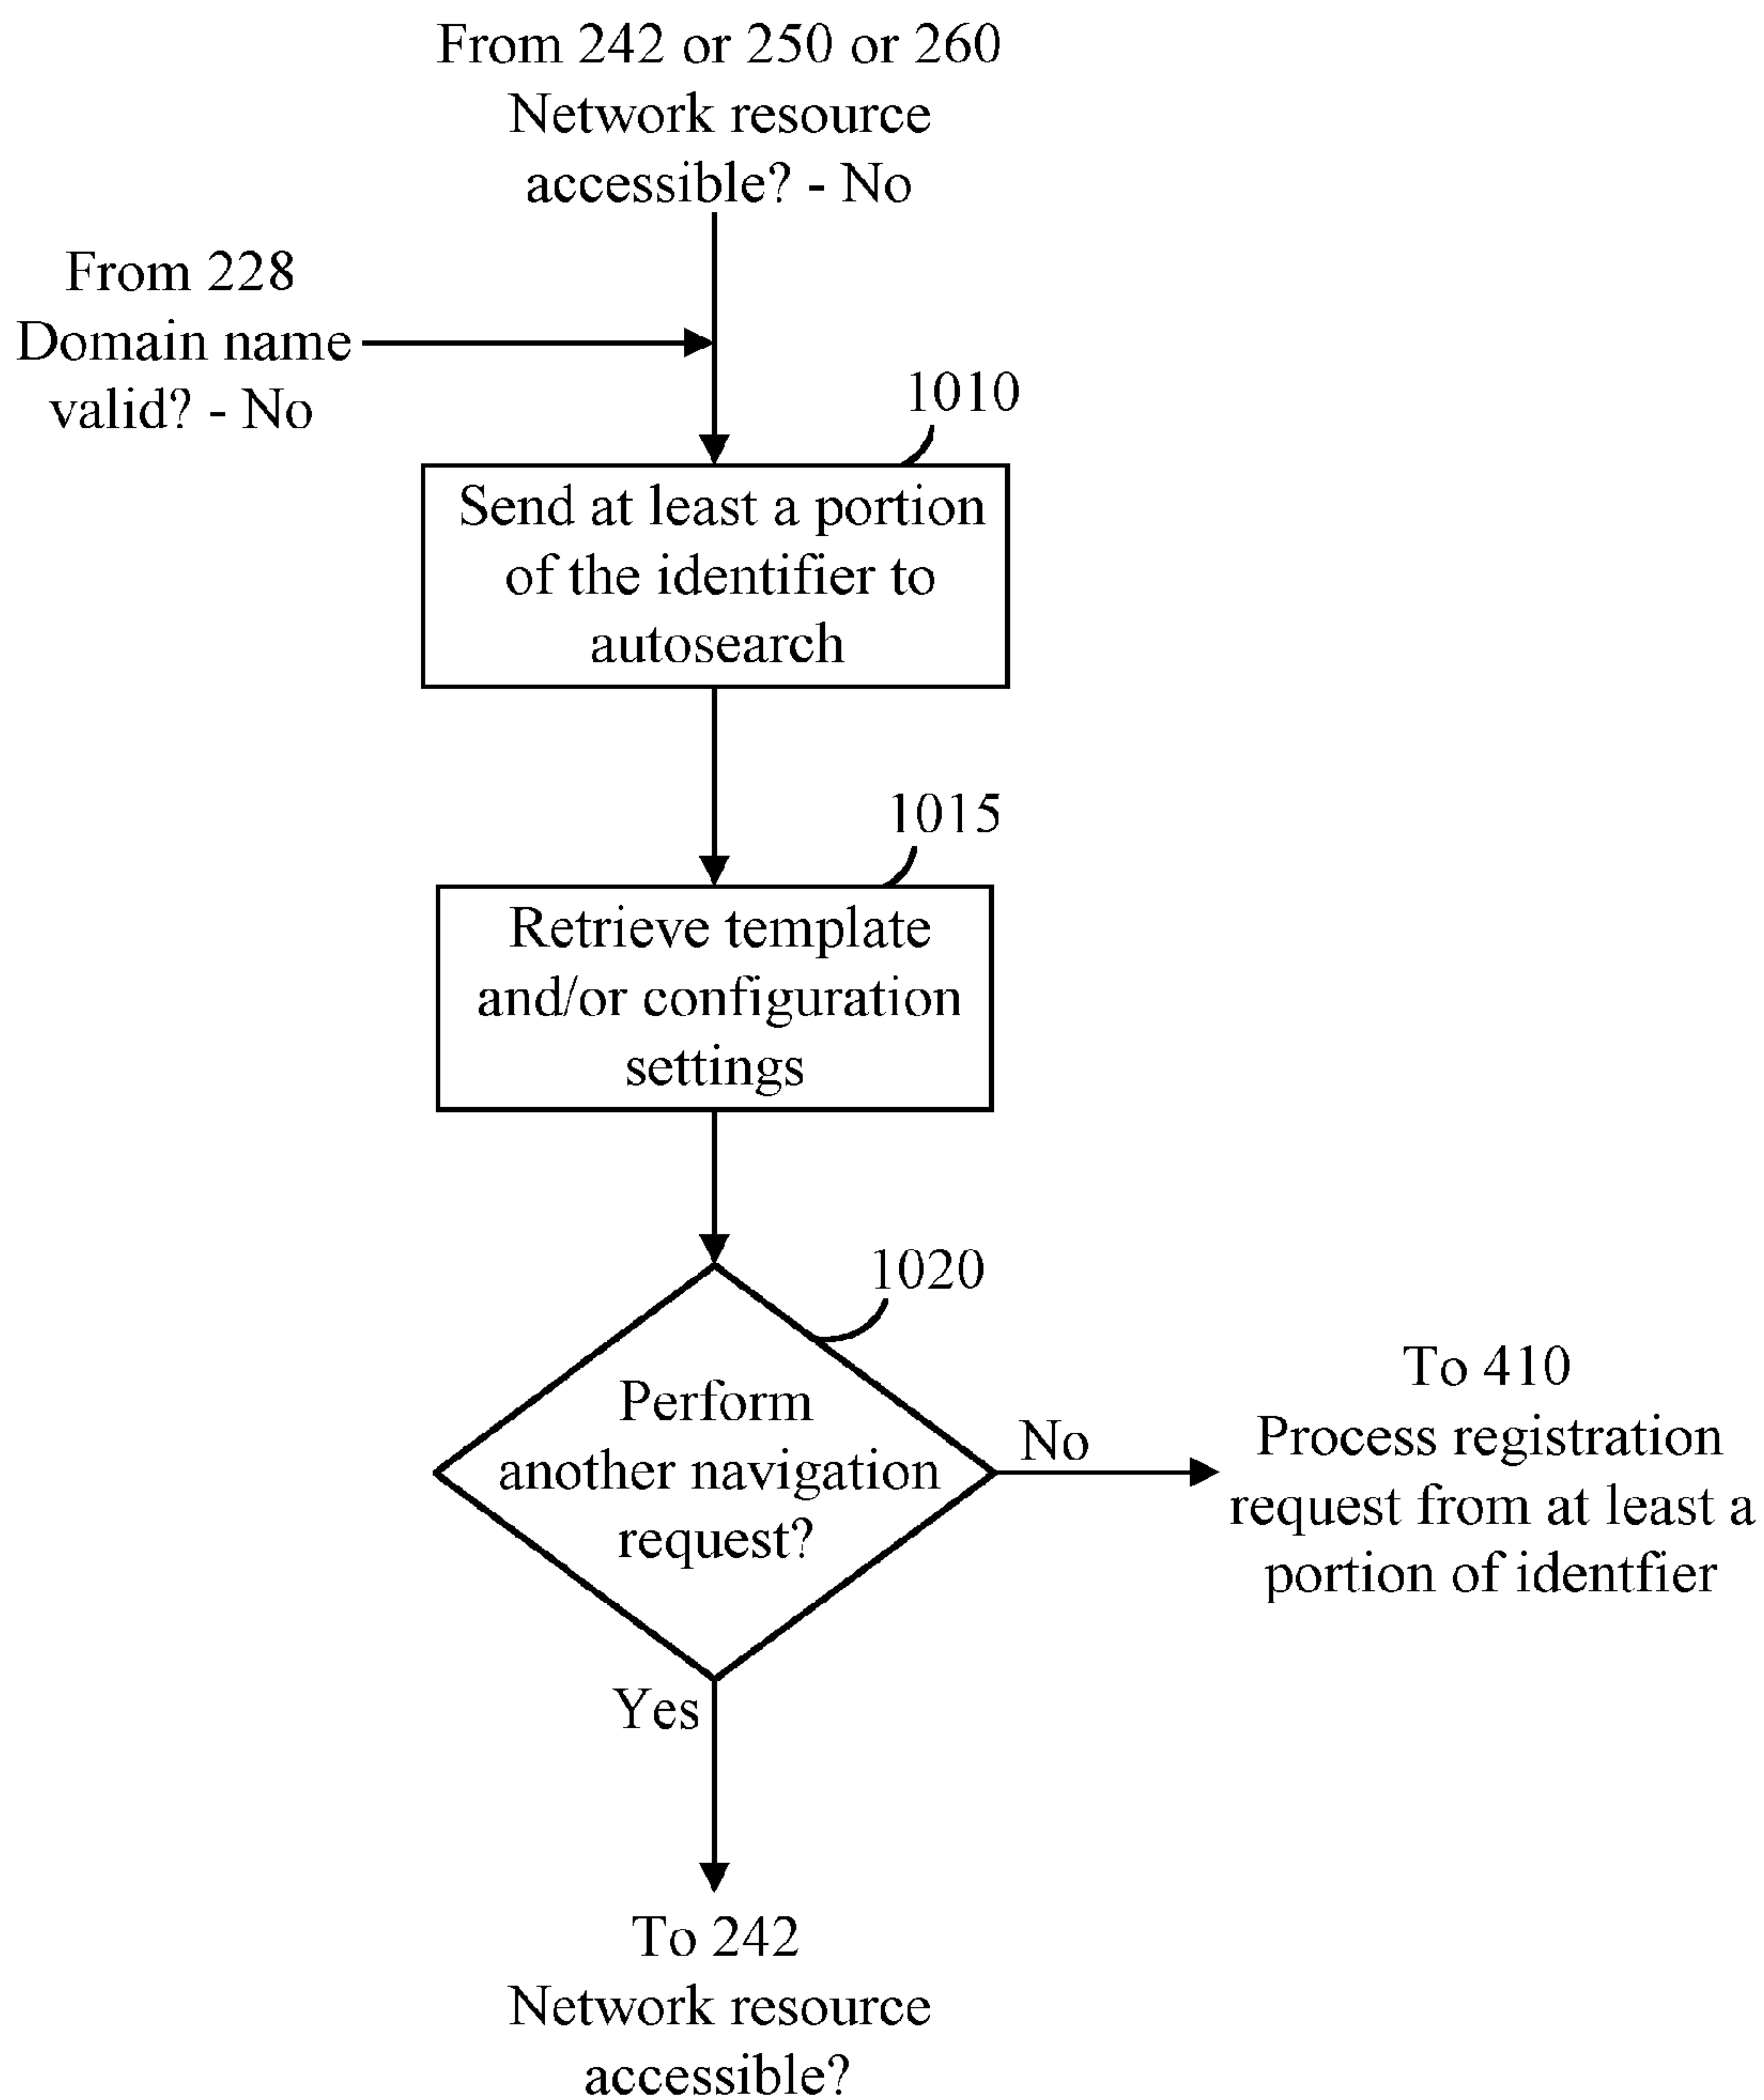 From 242 or 250 or 260
Network resource
accessible? - No
From 228
Domain name
valid? - No
1010
Send at least a portion
of the identifier to
autosearch
1015
Retrieve template
and/or configuration
settings
1020
Perform
another navigation
request?
No
To 410
Process registration
request from at least a
portion of identfier
Yes
To 242
Network resource
accessible?